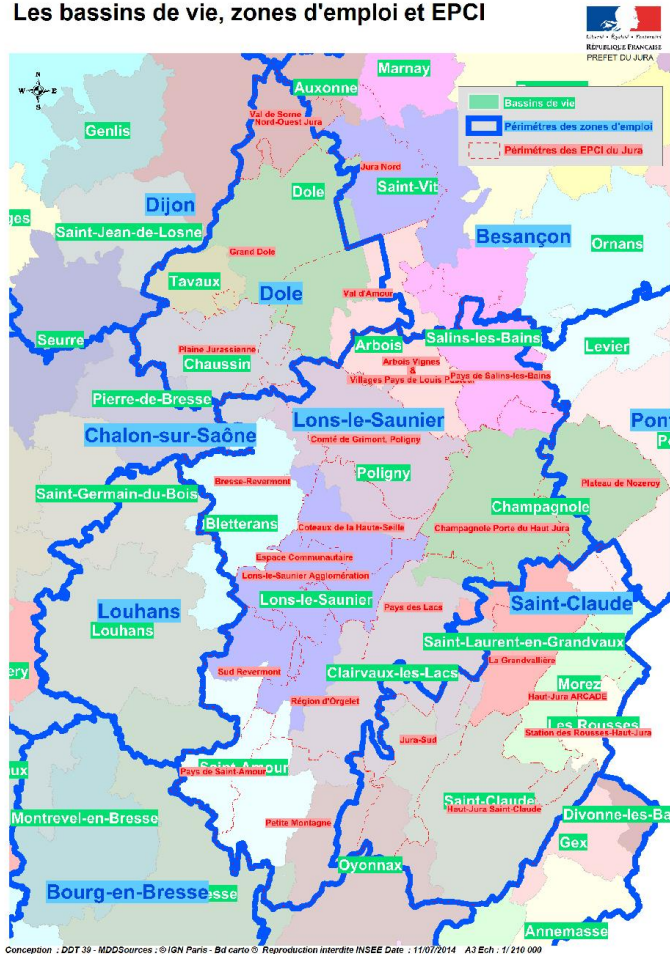 Les bassins de vie, zones d'emploi et EPCI
Liberté • Égalité • Fraternité
RÉPUBLIQUE FRANÇAISE
PREFET DU JURA
N
W E
S
Marnay
Auxonne
Bassins de vie
Périmètres des zones d'emploi
Périmètres des EPCI du Jura
Val de Sorne
Nord-Ouest Jura
Genlis
Jura Nord
Dole
Saint-Vit
Dijon
Saint-Jean-de-Losne
Besançon
Ornans
Grand Dole
Tavaux
Dole
Val d'Amour
Seurre
Plaine Jurassienne
Chaussin
Arbois
Salins-les-Bains
Levier
Arbois Vignes
&
Villages Pays de Louis
Pays de Salins-les-Bains
Pierre-de-Bresse
Lons-le-Saunier
Chalon-sur-Saône
Pon
Comté de Grimont, Poligny
Poligny
Bresse-Revermont
Plateau de Nozeroy
Saint-Germain-du-Bois
Champagnole
Bletterans
Coteaux de la Haute-Seille
Champagnole Porte du Haut Jura
Espace Communautaire
Lons-le-Saunier Agglomération
Lons-le-Saunier
Louhans
Louhans
Pays des Lacs
Saint-Claude
Saint-Laurent-en-Grandvaux
La Grandvallière
Sud Revermont
Clairvaux-les-Lacs
Morez
Haut-Jura ARCADE
Région d'Orgelet
Les Rousses
Station des Rousses-Haut-Jura
Jura-Sud
Saint-Amour
Pays de Saint-Amour
Saint-Claude
Haut-Jura Saint-Claude
Montrevel-en-Bresse
Petite Montagne
Divonne-les-Ba
Gex
Oyonnax
Bourg-en-Bresse
esse
Annemasse
Conception : DDT 39 - MDDSources : © IGN Paris - Bd carto © Reproduction interdite INSEE Date : 11/07/2014 A3 Ech : 1/ 210 000